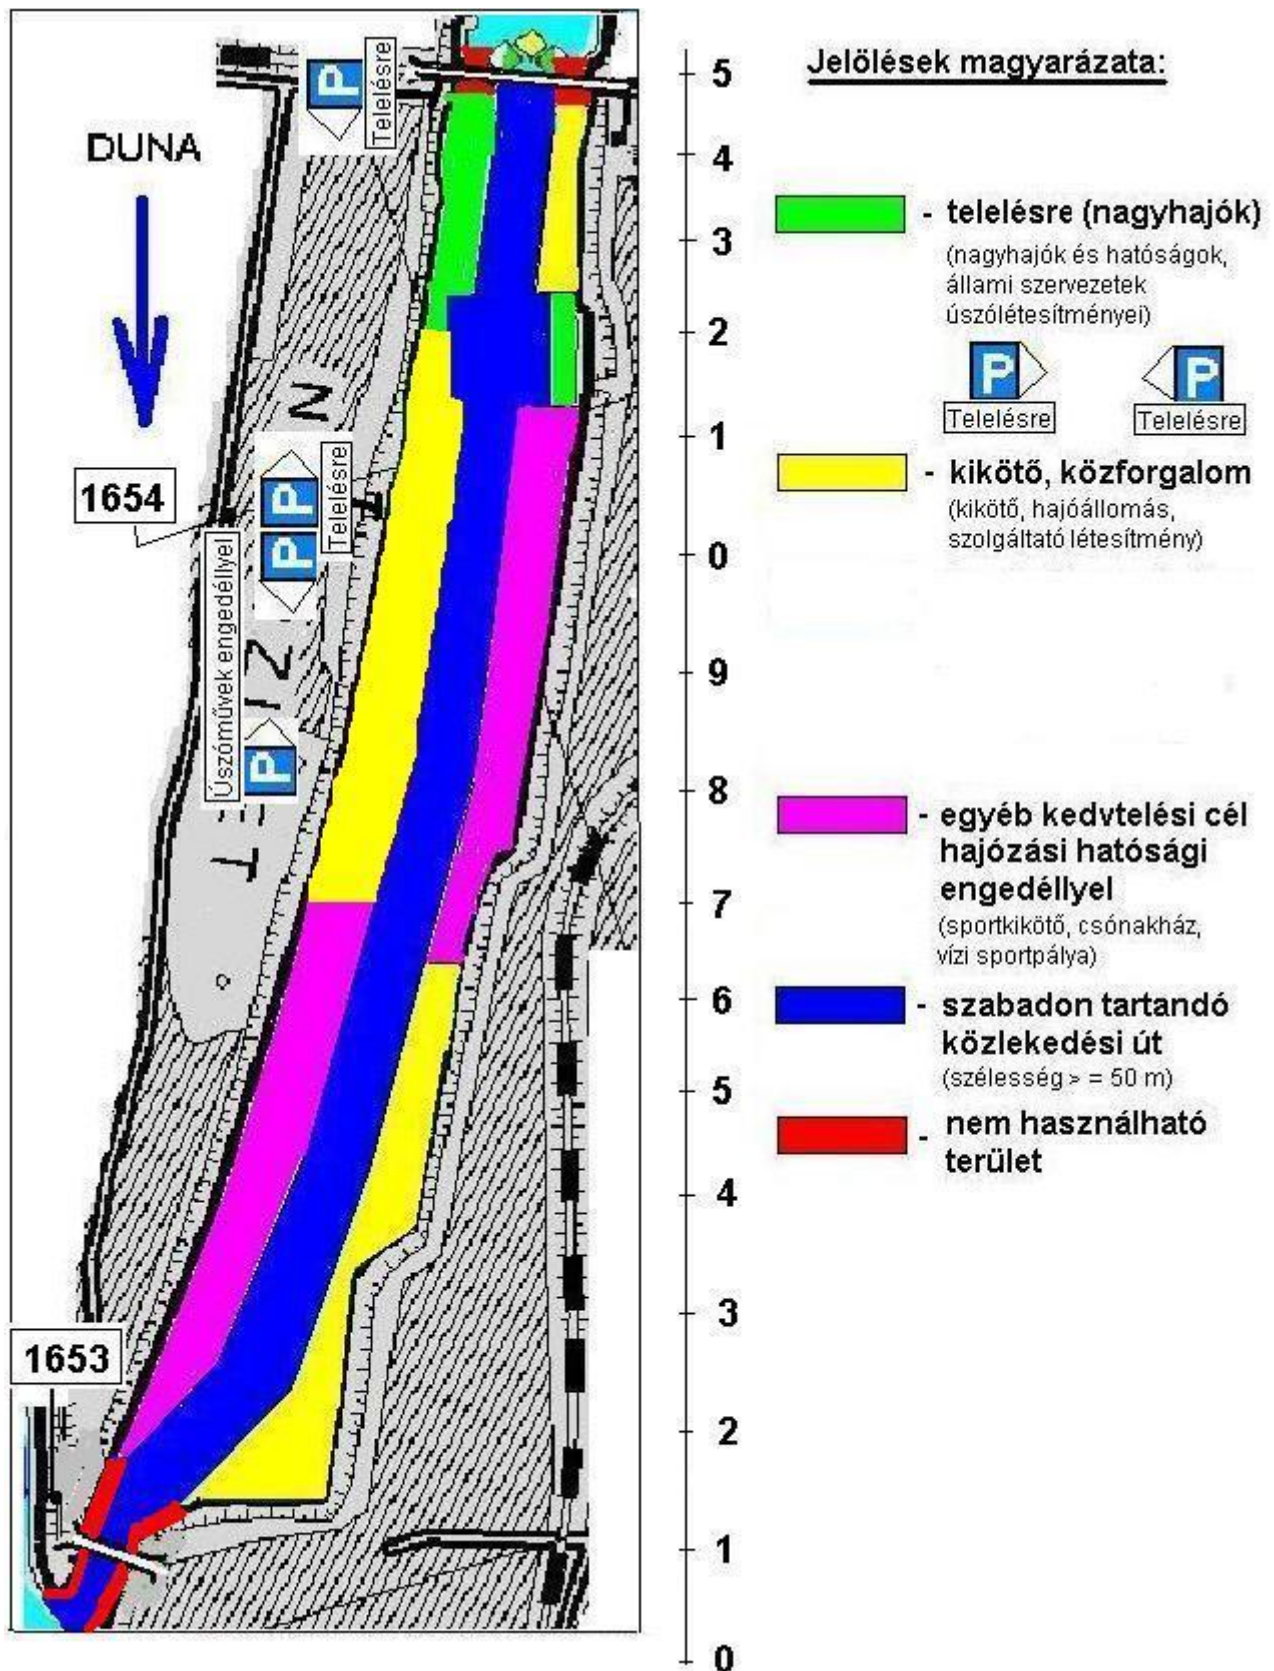 Jelölések magyarázata:
DUNA
P
Telelésre
1654
P
P
Telelésre
Úszóművek engedéllyel
P
N
T
I
Z
E
T
1653
5
4
3
2
1
0
9
8
7
6
5
4
3
2
1
0
- telelésre (nagyhajók)
(nagyhajók és hatóságok,
állami szervezetek
úszólétesítményei)
P
P
Telelésre
Telelésre
- kikötő, közforgalom
(kikötő, hajóállomás,
szolgáltató létesítmény)
- egyéb kedvtelési cél
hajózási hatósági
engedéllyel
(sportkikötő, csónakház,
vízi sportpálya)
- szabadon tartandó
közlekedési út
(szélesség > = 50 m)
- nem használható
terület